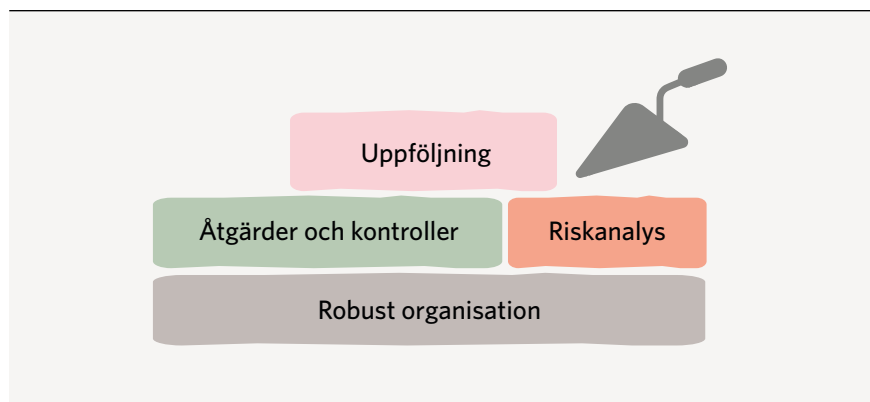 Uppföljning
Åtgärder och kontroller
Riskanalys
Robust organisation